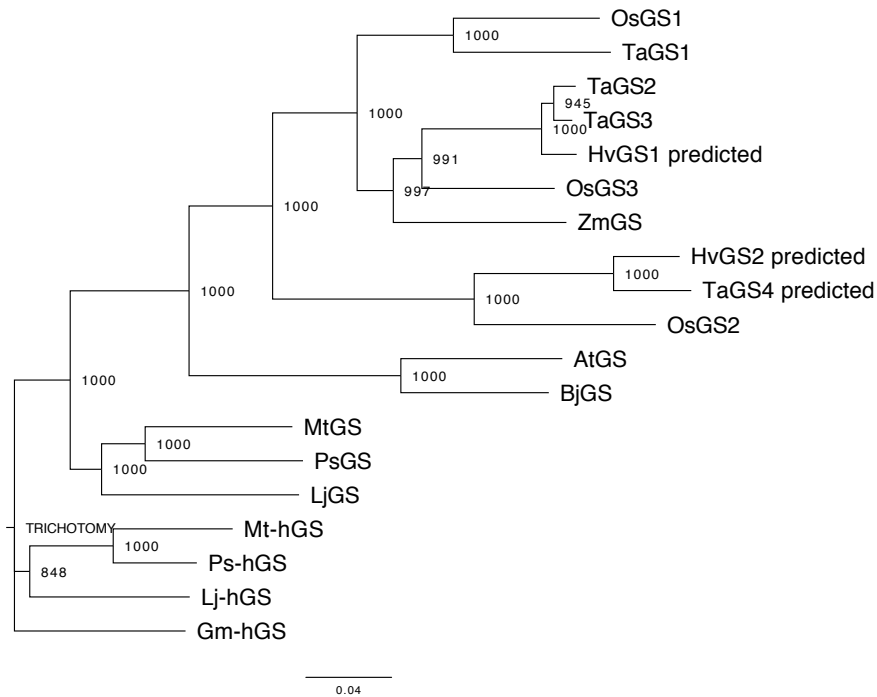 OsGS1
1000
TaGS1
TaGS2
945
TaGS3
1000
1000
HvGS1 predicted
991
OsGS3
997
1000
ZmGS
HvGS2 predicted
1000
TaGS4 predicted
1000
1000
OsGS2
AtGS
1000
1000
BjGS
MtGS
1000
PsGS
1000
LjGS
TRICHOTOMY
Mt-hGS
1000
Ps-hGS
848
Lj-hGS
Gm-hGS
0.04